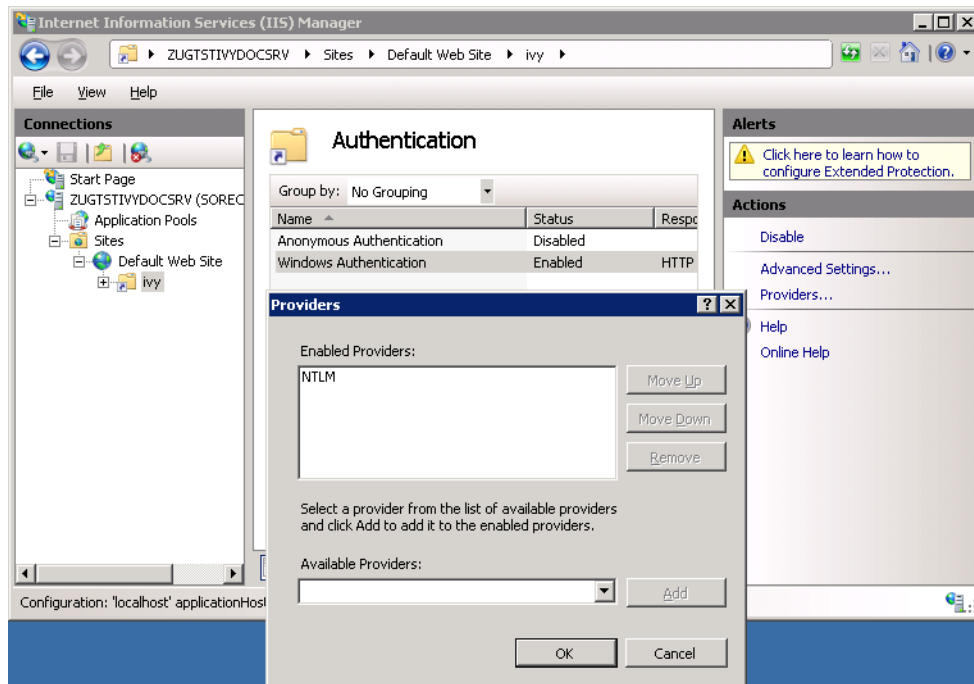 Internet Information Services (IIS) Manager
ZUGTSTIVYDOCSRV Sites Default Web Site ivy
File View Help
Connections
Start Page
ZUGTSTIVYDOCSRV (SOREC
Application Pools
Sites
Default Web Site
ivy
Authentication
Group by: No Grouping
Name Status Respo
Anonymous Authentication Disabled
Windows Authentication Enabled HTTP
Alerts
Click here to learn how to
configure Extended Protection.
Actions
Disable
Advanced Settings...
Providers...
Help
Online Help
Providers
Enabled Providers:
NTLM
Move Up
Move Down
Remove
Select a provider from the list of available providers
and click Add to add it to the enabled providers.
Available Providers:
Add
OK Cancel
Configuration: 'localhost' applicationHost